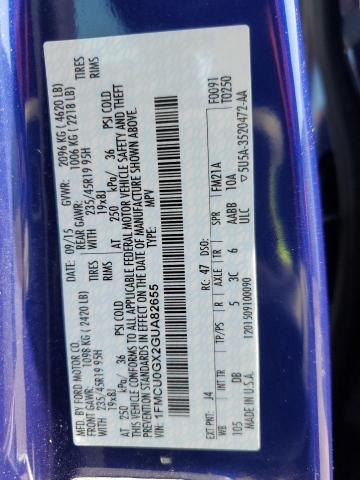 MFD. BY FORD MOTOR CO.
DATE: 09/15 GVWR: 2096 KG ( 4620 LB)
FRONT GAWR: 1098 KG ( 2420 LB) REAR GAWR: 1006 KG ( 2218 LB)
235/45R19 95H TIRES 235/45R19 95H TIRES
19x8J RIMS 19x8J RIMS
AT 250 kPa/ 36 PSI COLD AT 250 kPa/ 36 PSI COLD
THIS VEHICLE CONFORMS TO ALL APPLICABLE FEDERAL MOTOR VEHICLE SAFETY AND THEFT
PREVENTION STANDARDS IN EFFECT ON THE DATE OF MANUFACTURE SHOWN ABOVE.
VIN: 1FMCU0GX2GUA82655 TYPE: MPV
F0091
T0250
EXT PNT: J4 RC: 47 DSO: FM21A
WB INT TR TP/PS R AXLE TR SPR
105 DB 5 3C 6 AABB 10A
MADE IN U.S.A. ULC ▽5U5A-3520472-AA
1201509100090